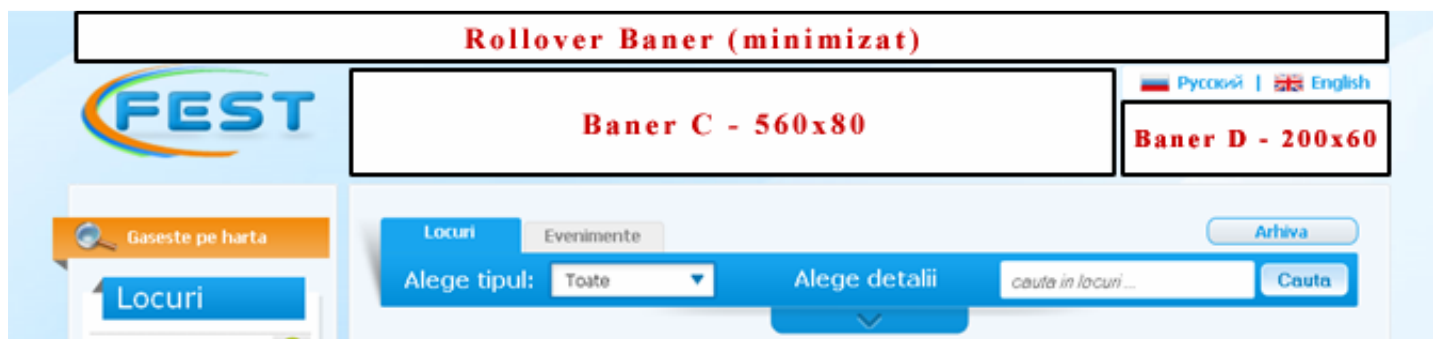 Rollover Baner (minimizat)
FEST
Baner C - 560x80
Русский | English
Baner D - 200x60
Gaseste pe harta
Locuri
Evenimente
Arhiva
Alege tipul:
Toate
Alege detalii
cauta in locuri...
Cauta
Locuri